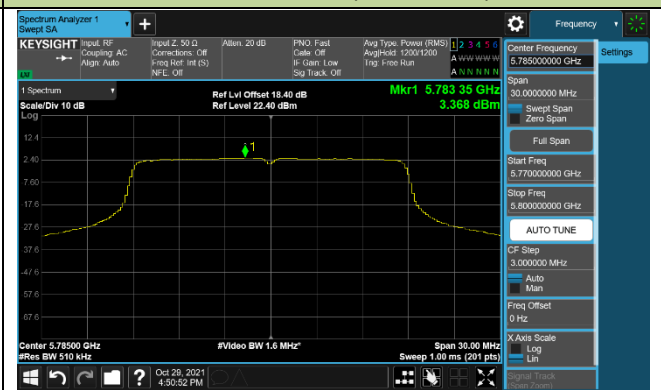 Spectrum Analyzer 1
Swept SA
+
Frequency
KEYSIGHT
Input: RF
Coupling: AC
Align: Auto
Input Z: 50 Ω
Corrections: Off
Freq Ref: Int (S)
NFE: Off
Atten: 20 dB
PNO: Fast
Gate: Off
IF Gain: Low
Sig Track: Off
Avg Type: Power (RMS)
Avg|Hold: 1200/1200
Trig: Free Run
1 2 3 4 5 6
A W W W W W
A N N N N N
Center Frequency
5.785000000 GHz
Settings
Span
30.0000000 MHz
Swept Span
Zero Span
Full Span
Start Freq
5.770000000 GHz
Stop Freq
5.800000000 GHz
AUTO TUNE
CF Step
3.000000 MHz
Auto
Man
Freq Offset
0 Hz
X Axis Scale
Log
Lin
Signal Track
(Span Zoom)
1 Spectrum
Scale/Div 10 dB
Log
Ref Lvl Offset 18.40 dB
Ref Level 22.40 dBm
Mkr1 5.783 35 GHz
3.368 dBm
12.4
2.40
-7.60
-17.6
-27.6
-37.6
-47.6
-57.6
-67.6
1
Center 5.78500 GHz
#Res BW 510 kHz
#Video BW 1.6 MHz*
Span 30.00 MHz
Sweep 1.00 ms (201 pts)
?
Oct 29, 2021
4:50:52 PM